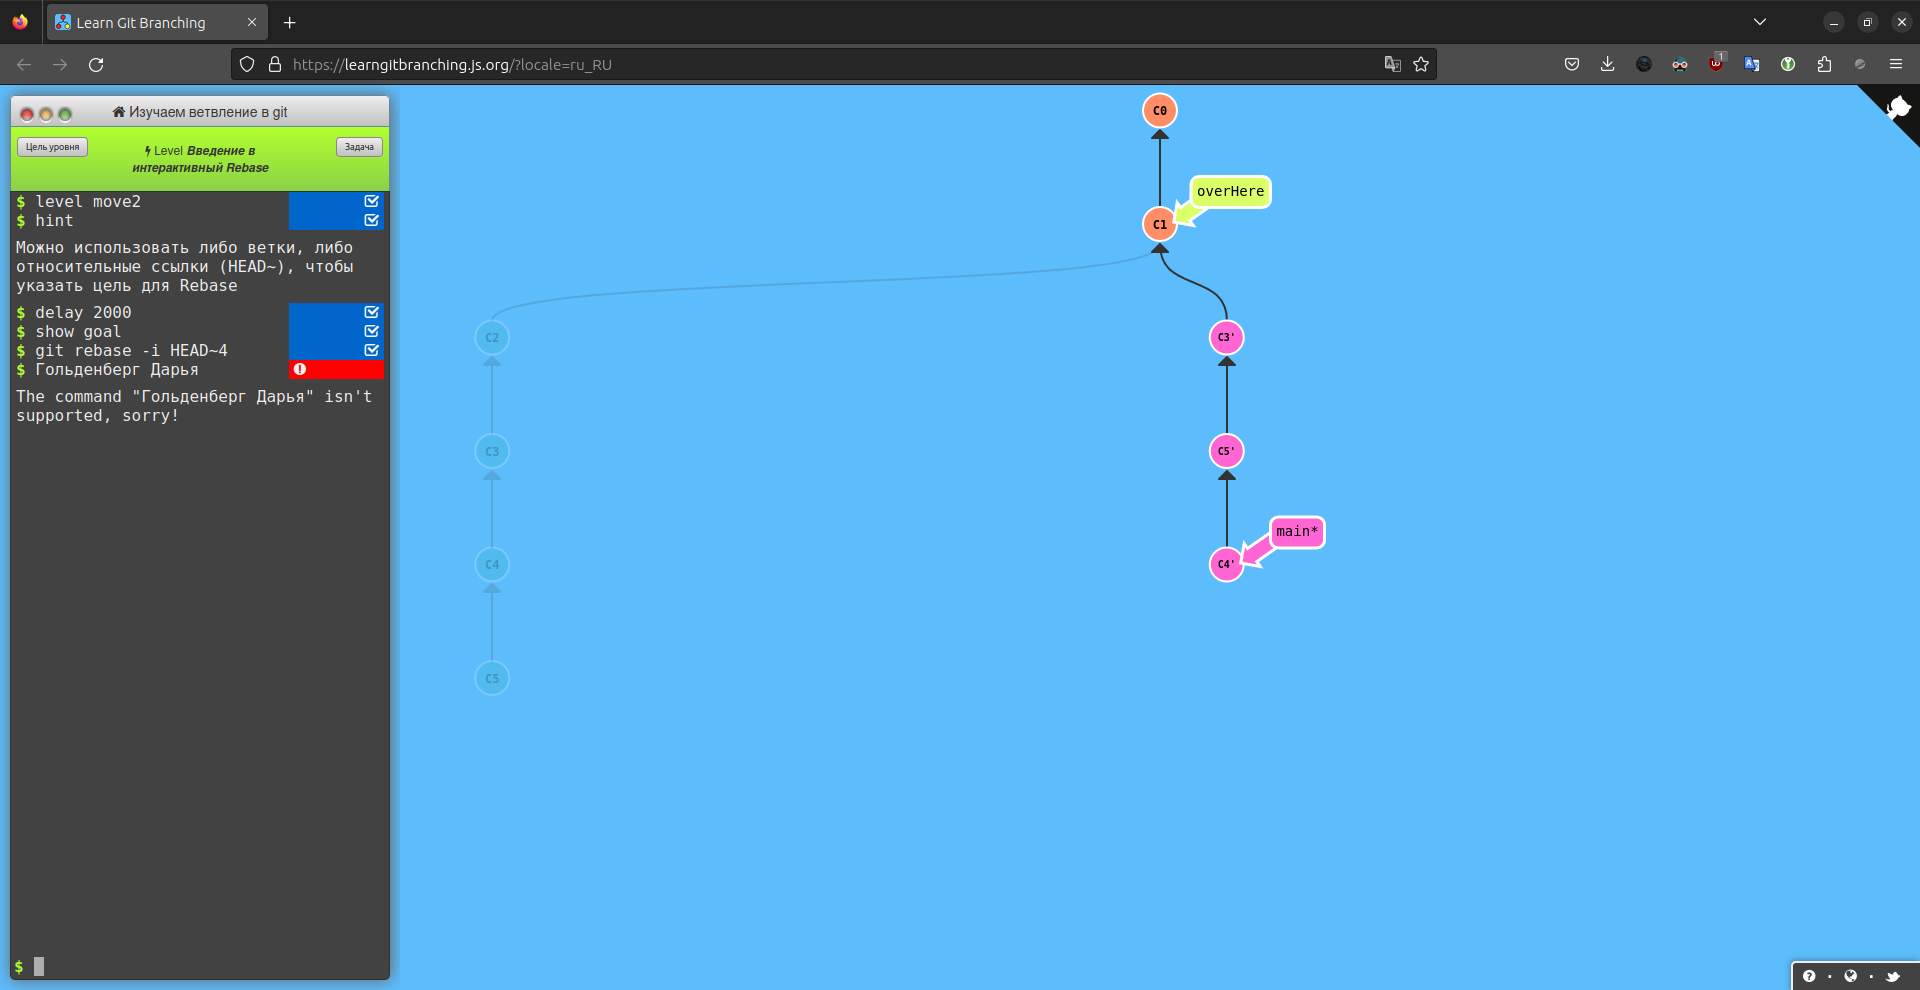 Learn Git Branching
https://learngitbranching.js.org/?locale=ru_RU
1
Изучаем ветвление в git
Цель уровня
Level Введение в
интерактивный Rebase
Задача
$ level move2
$ hint
Можно использовать либо ветки, либо
относительные ссылки (HEAD~), чтобы
указать цель для Rebase
$ delay 2000
$ show goal
$ git rebase -i HEAD~4
$ Гольденберг Дарья
The command "Гольденберг Дарья" isn't
supported, sorry!
$
C0
overHere
C1
C2
C3'
C3
C5'
main*
C4
C4'
C5